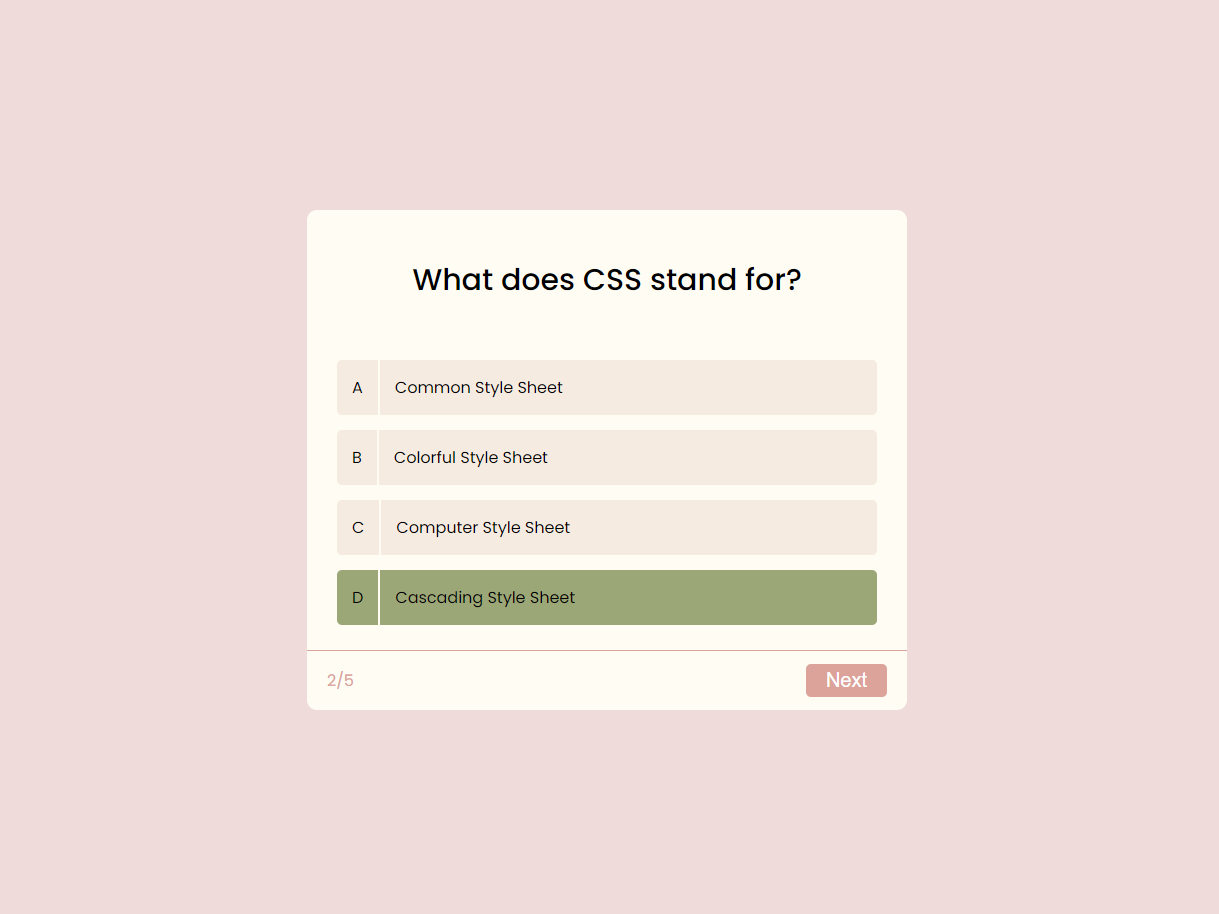 What does CSS stand for?
A Common Style Sheet
B Colorful Style Sheet
C Computer Style Sheet
D Cascading Style Sheet
2/5 Next